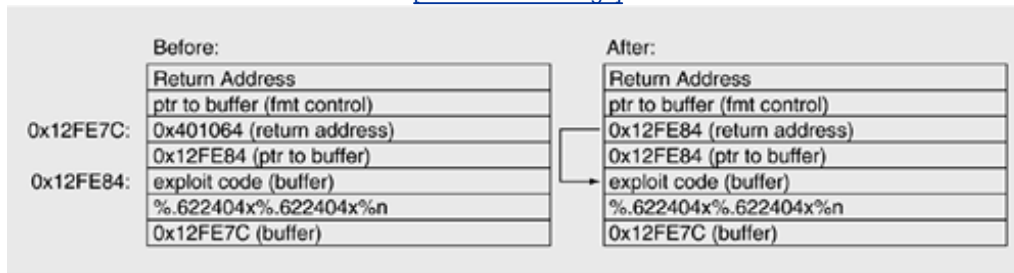 Before:
Return Address
ptr to buffer (fmt control)
0x12FE7C: 0x401064 (return address)
0x12FE84 (ptr to buffer)
0x12FE84: exploit code (buffer)
%.622404x%.622404x%n
0x12FE7C (buffer)
After:
Return Address
ptr to buffer (fmt control)
0x12FE84 (return address)
0x12FE84 (ptr to buffer)
exploit code (buffer)
%.622404x%.622404x%n
0x12FE7C (buffer)